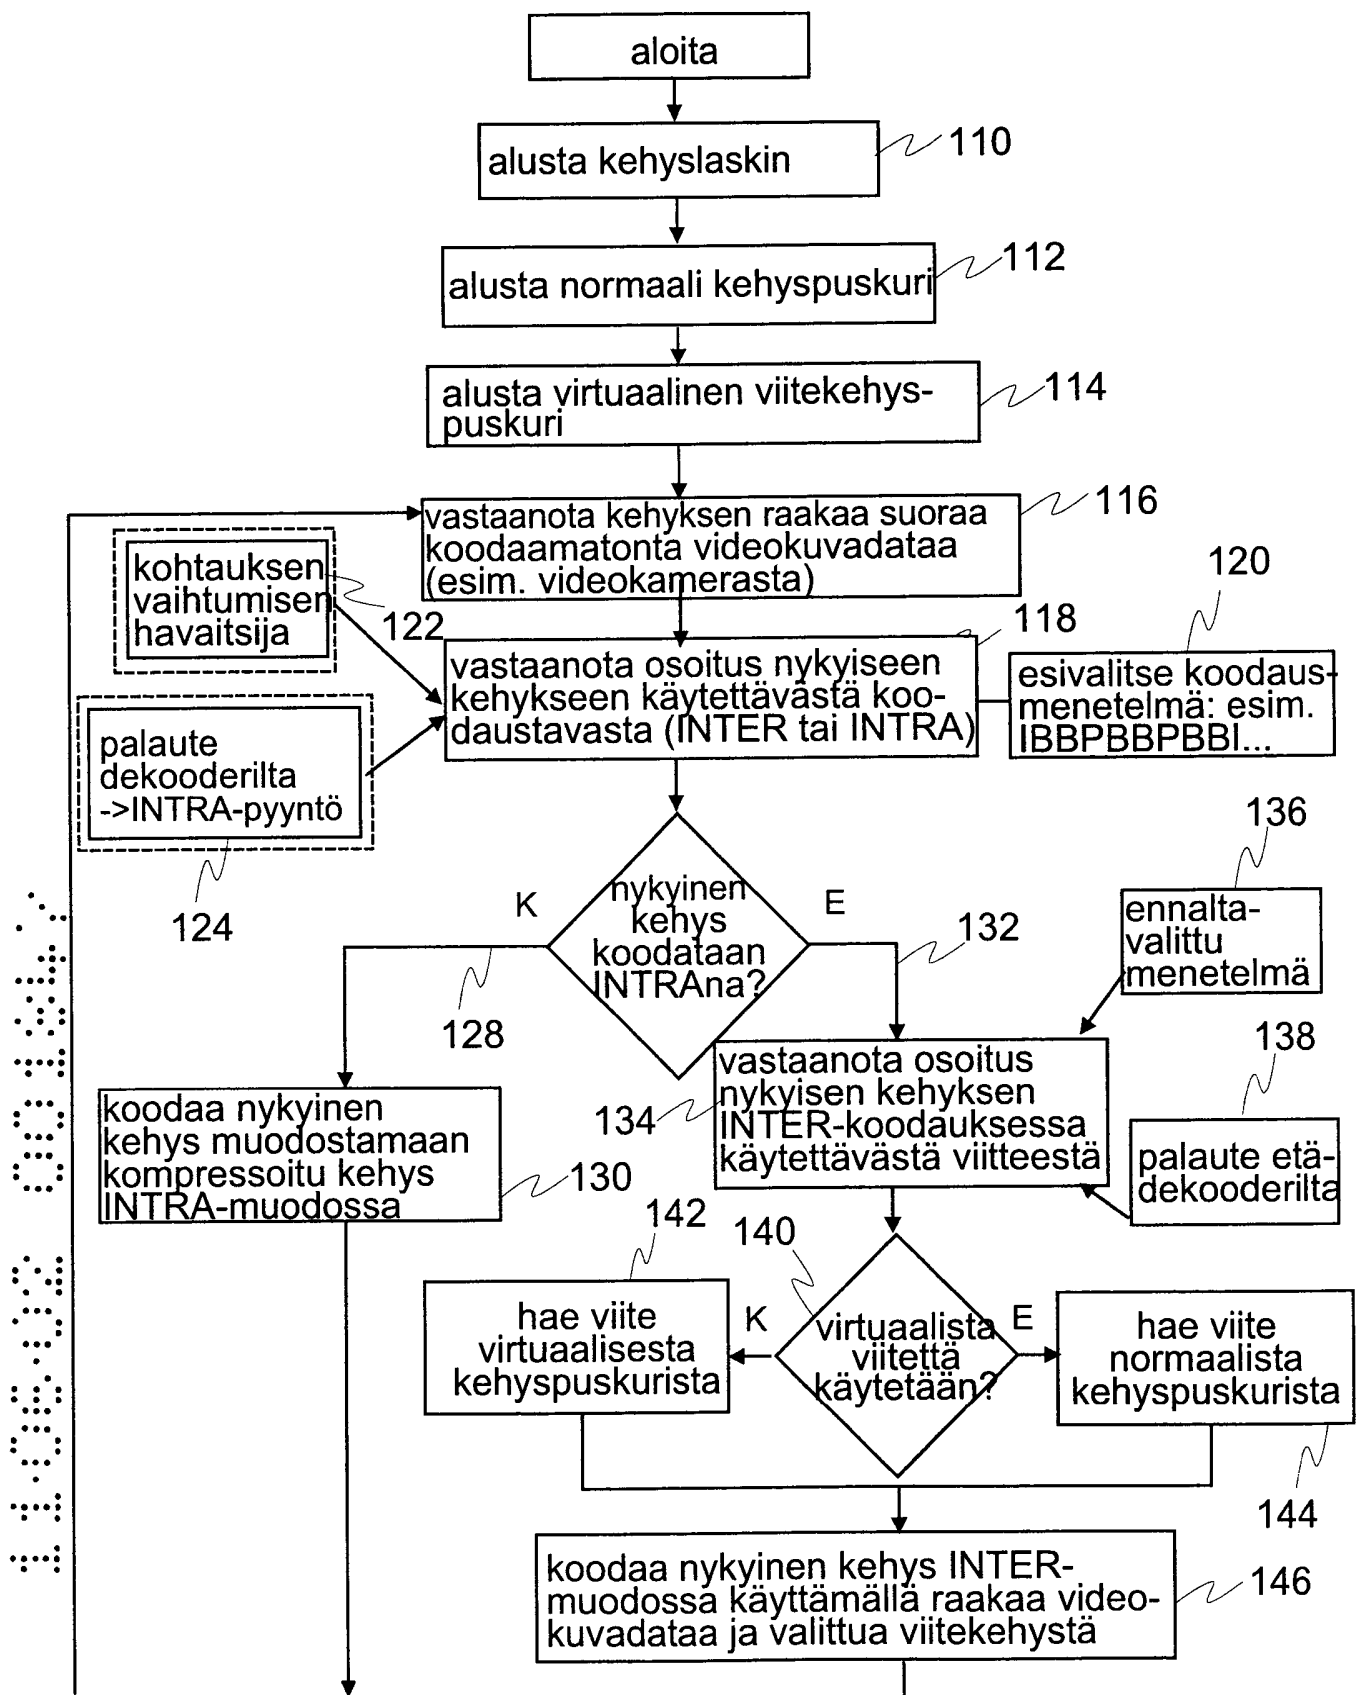 aloita
alusta kehyslaskin
110
alusta normaali kehyspuskuri
112
alusta virtuaalinen viitekehys-
puskuri
114
vastaanota kehyksen raakaa suoraa
koodaamatonta videokuvadataa
(esim. videokamerasta)
116
kohtauksen
vaihtumisen
havaitsija
122
vastaanota osoitus nykyiseen
kehykseen käytettävästä koo-
daustavasta (INTER tai INTRA)
118
120
esivalitse koodaus-
menetelmä: esim.
IBBPBBPBBI...
palaute
dekooderilta
->INTRA-pyyntö
124
nykyinen
kehys
koodataan
INTRAna?
K
E
128
132
136
ennalta-
valittu
menetelmä
koodaa nykyinen
kehys muodostamaan
kompressoitu kehys
INTRA-muodossa
130
134
vastaanota osoitus
nykyisen kehyksen
INTER-koodauksessa
käytettävästä viitteestä
138
palaute etä-
dekooderilta
142
hae viite
virtuaalisesta
kehyspuskurista
140
K
virtuaalista
viitettä
käytetään?
E
hae viite
normaalista
kehyspuskurista
144
koodaa nykyinen kehys INTER-
muodossa käyttämällä raakaa video-
kuvadataa ja valittua viitekehystä
146